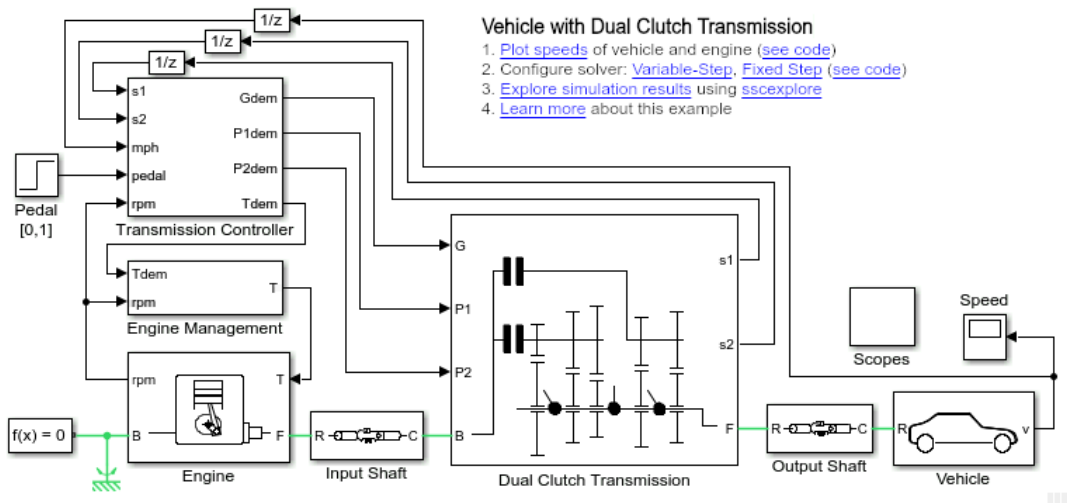 Vehicle with Dual Clutch Transmission
1. Plot speeds of vehicle and engine (see code)
2. Configure solver: Variable-Step, Fixed Step (see code)
3. Explore simulation results using sscexplore
4. Learn more about this example
1/z
1/z
1/z
s1
s2
mph
pedal
rpm
Gdem
P1dem
P2dem
Tdem
Transmission Controller
Pedal
[0,1]
Tdem
rpm
T
Engine Management
rpm
T
B
F
Engine
f(x) = 0
R
C
Input Shaft
G
P1
P2
B
s1
s2
F
Dual Clutch Transmission
Scopes
Speed
R
C
Output Shaft
R
v
Vehicle